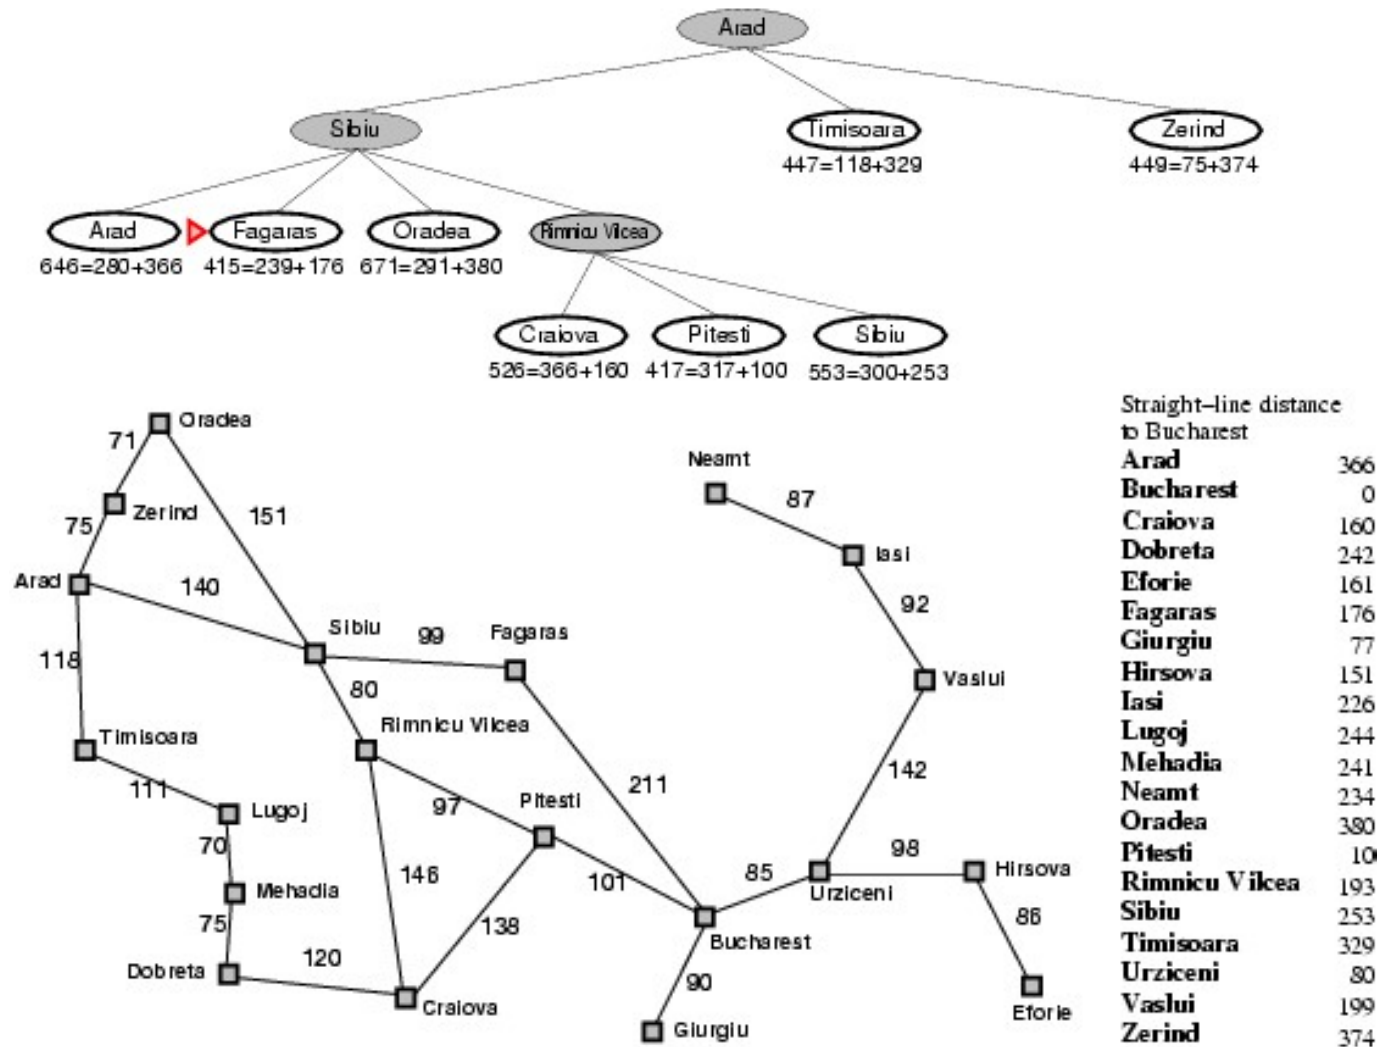 Arad
Sibiu
Timisoara
Zerind
447=118+329
449=75+374
Arad
Fagaras
Oradea
Rimnicu Vilcea
646=280+366
415=239+176
671=291+380
Craiova
Pitesti
Sibiu
526=366+160
417=317+100
553=300+253
Oradea
71
Zerind
75
151
Arad
140
Sibiu
99
Fagaras
118
80
Rimnicu Vilcea
Timisoara
111
Lugoj
97
Pitesti
211
70
Mehadia
146
101
75
138
Dobreta
120
Craiova
Neamt
87
Iasi
92
Vaslui
142
98
Hirsova
85
Urziceni
86
Bucharest
90
Giurgiu
Eforie
Straight-line distance
to Bucharest
Arad 366
Bucharest 0
Craiova 160
Dobreta 242
Eforie 161
Fagaras 176
Giurgiu 77
Hirsova 151
Iasi 226
Lugoj 244
Mehadia 241
Neamt 234
Oradea 380
Pitesti 10
Rimnicu Vilcea 193
Sibiu 253
Timisoara 329
Urziceni 80
Vaslui 199
Zerind 374